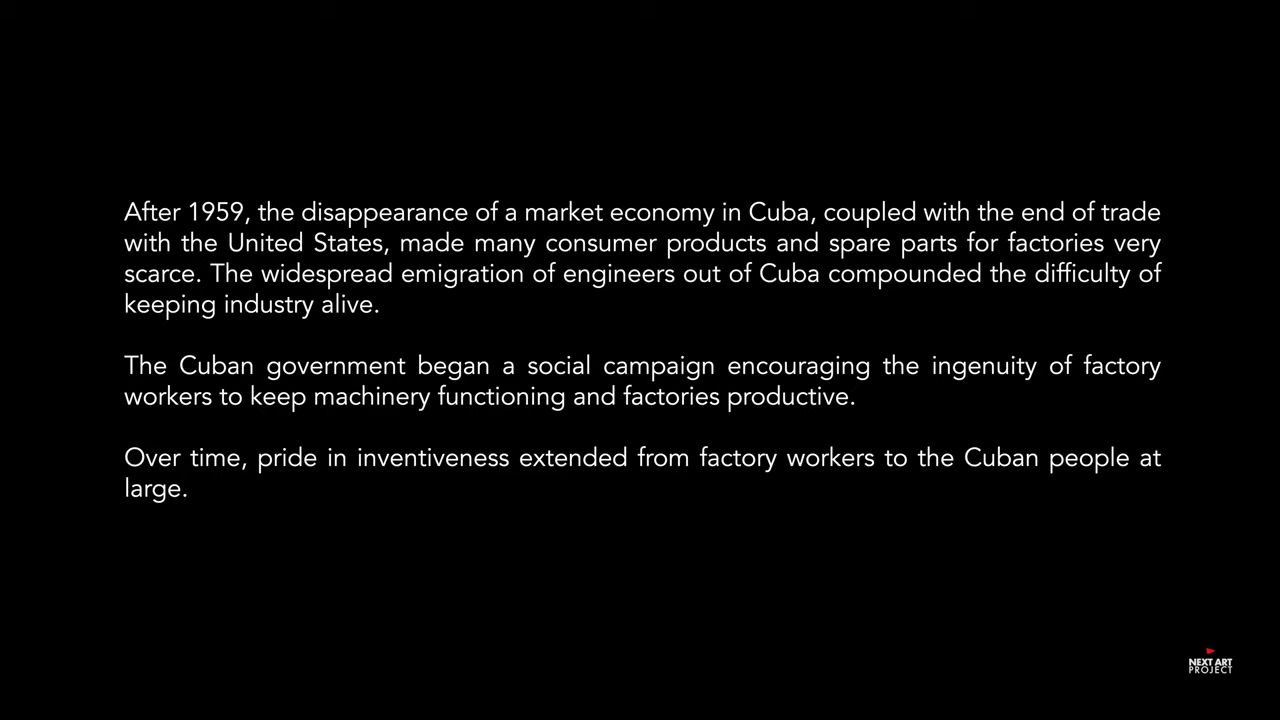 After 1959, the disappearance of a market economy in Cuba, coupled with the end of trade
with the United States, made many consumer products and spare parts for factories very
scarce. The widespread emigration of engineers out of Cuba compounded the difficulty of
keeping industry alive.
The Cuban government began a social campaign encouraging the ingenuity of factory
workers to keep machinery functioning and factories productive.
Over time, pride in inventiveness extended from factory workers to the Cuban people at
large.
NEXT ART
PROJECT